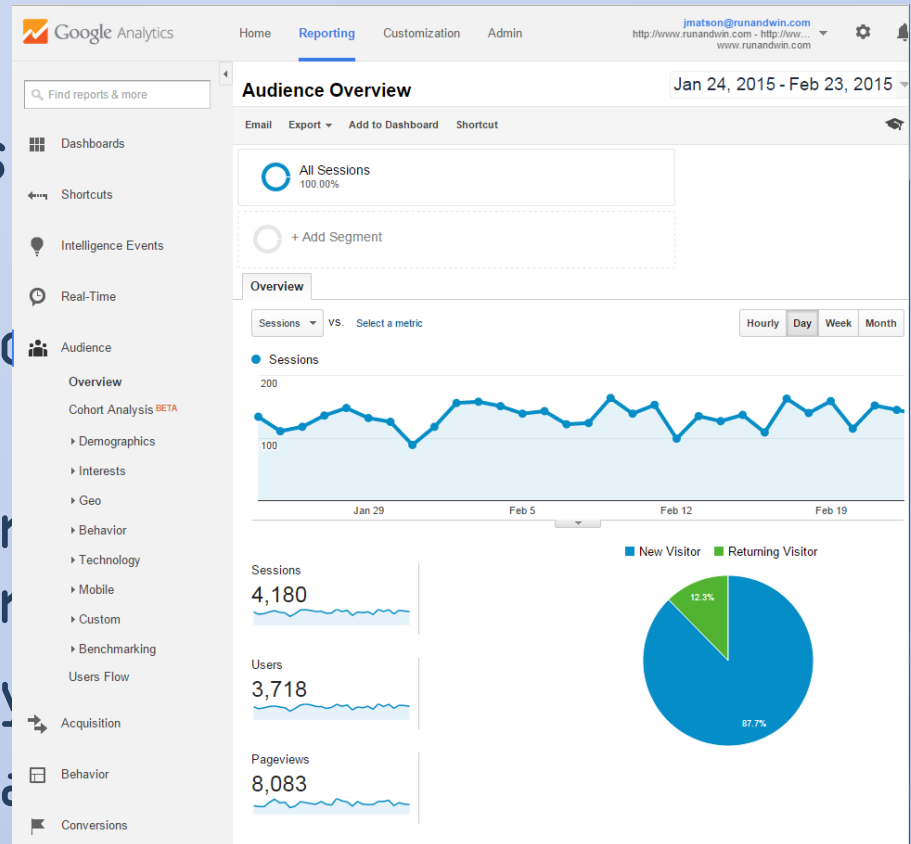 Google Analytics
Home Reporting Customization Admin
jmatson@runandwin.com
http://www.runandwin.com - http://ww...
www.runandwin.com
Find reports & more
Dashboards
Shortcuts
Intelligence Events
Real-Time
Audience
Overview
Cohort Analysis BETA
Demographics
Interests
Geo
Behavior
Technology
Mobile
Custom
Benchmarking
Users Flow
Acquisition
Behavior
Conversions
Audience Overview
Jan 24, 2015 - Feb 23, 2015
Email Export Add to Dashboard Shortcut
All Sessions
100.00%
+ Add Segment
Overview
Sessions VS. Select a metric
Hourly Day Week Month
Sessions
200
100
Jan 29 Feb 5 Feb 12 Feb 19
New Visitor Returning Visitor
Sessions
4,180
Users
3,718
Pageviews
8,083
12.3%
87.7%